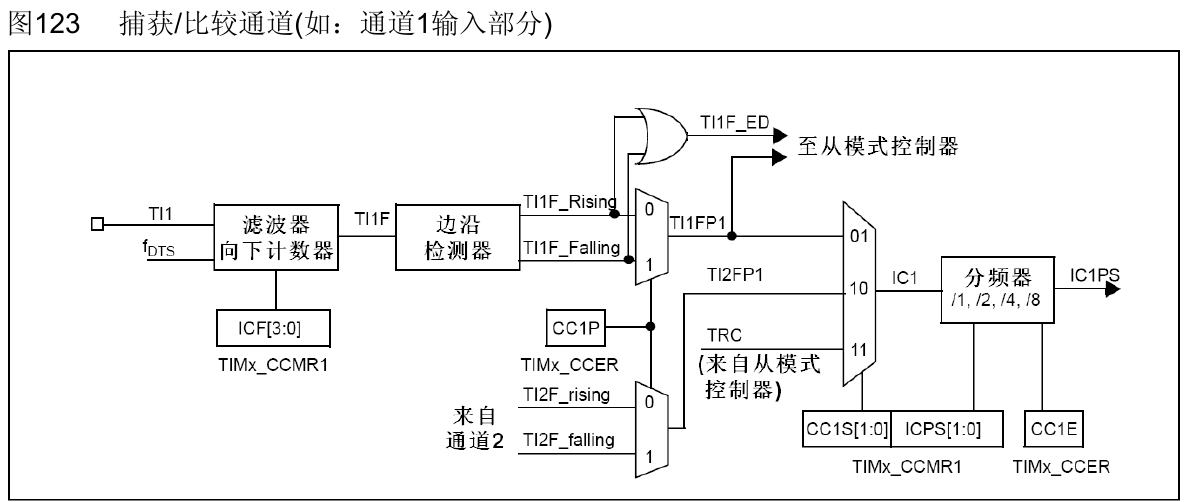 图123 捕获/比较通道(如：通道1输入部分)
TI1F_ED
至从模式控制器
TI1
fDTS
滤波器
向下计数器
TI1F
边沿
检测器
TI1F_Rising
TI1F_Falling
0
1
TI1FP1
01
TI2FP1
10
IC1
分频器
/1, /2, /4, /8
IC1PS
ICF[3:0]
TIMx_CCMR1
CC1P
TIMx_CCER
TRC
11
(来自从模式
控制器)
来自
通道2
TI2F_rising
TI2F_falling
0
1
CC1S[1:0]
ICPS[1:0]
TIMx_CCMR1
CC1E
TIMx_CCER